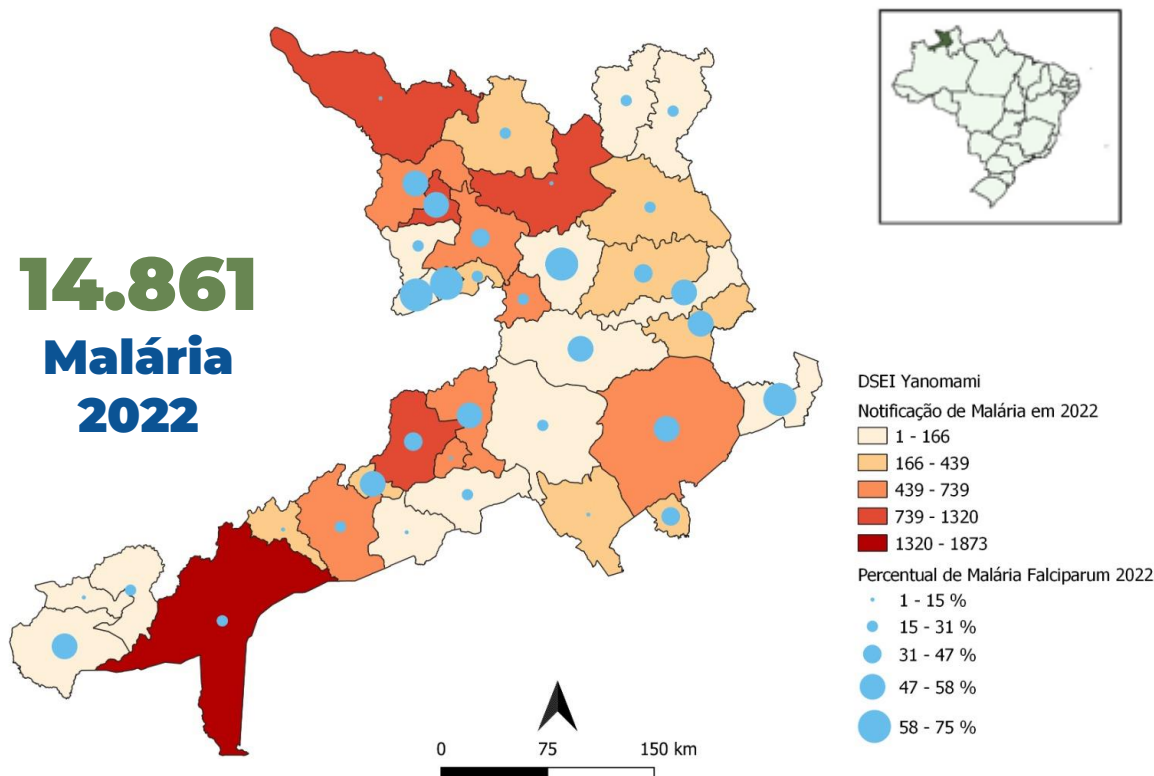 14.861
Malária
2022
DSEI Yanomami
Notificação de Malária em 2022
1 - 166
166 - 439
439 - 739
739 - 1320
1320 - 1873
Percentual de Malária Falciparum 2022
1 - 15 %
15 - 31 %
31 - 47 %
47 - 58 %
58 - 75 %
0 75 150 km